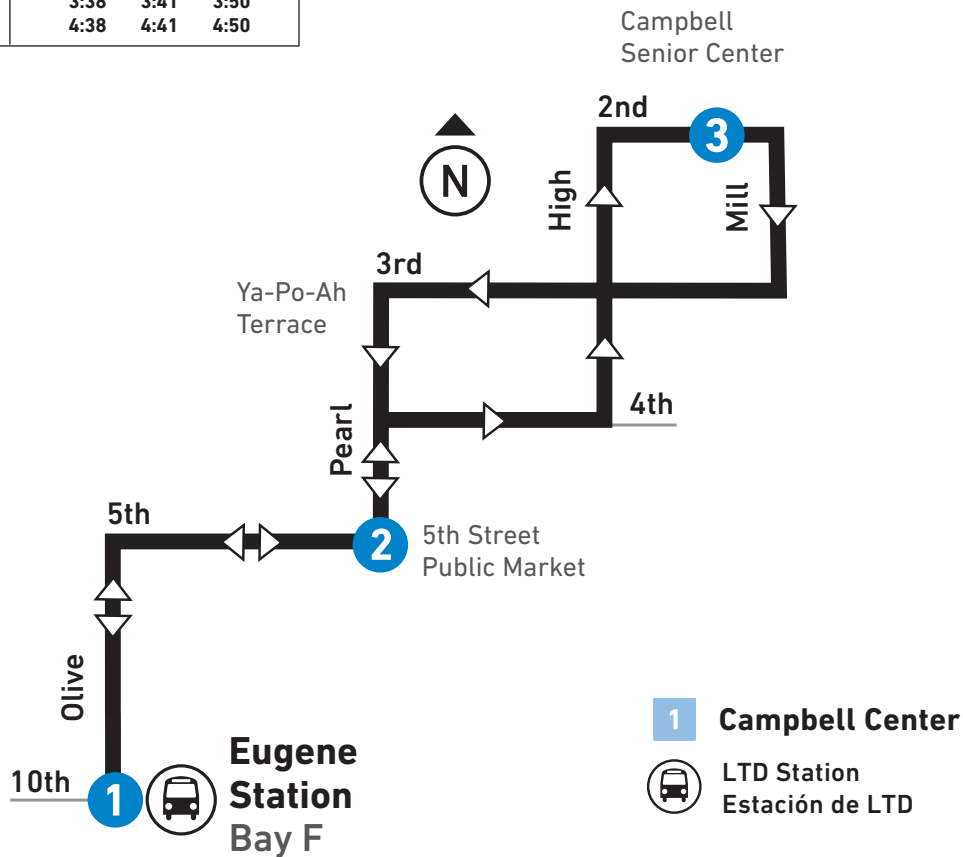 3:38 3:41 3:50
4:38 4:41 4:50
Campbell
Senior Center
2nd
3
N
High
Mill
3rd
Ya-Po-Ah
Terrace
4th
Pearl
5th
2
5th Street
Public Market
Olive
1 Campbell Center
Eugene
Station
Bay F
10th
1
LTD Station
Estación de LTD